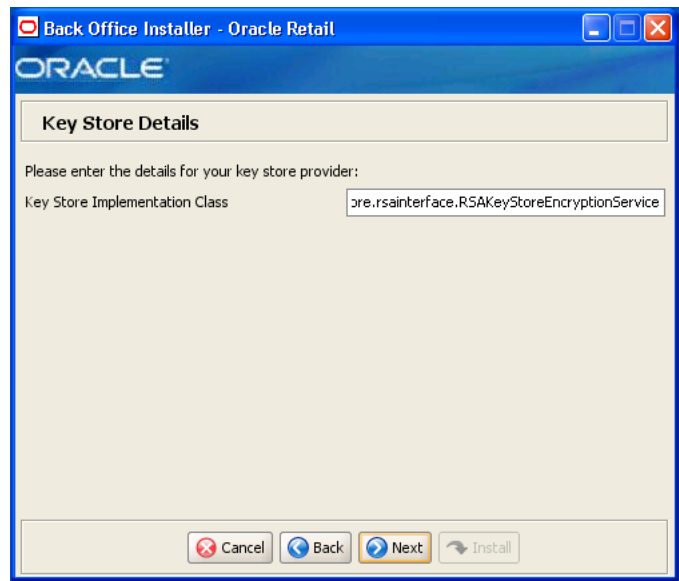 Back Office Installer - Oracle Retail
ORACLE
Key Store Details
Please enter the details for your key store provider:
Key Store Implementation Class
ore.rsainterface.RSAKeyStoreEncryptionService
Cancel
Back
Next
Install